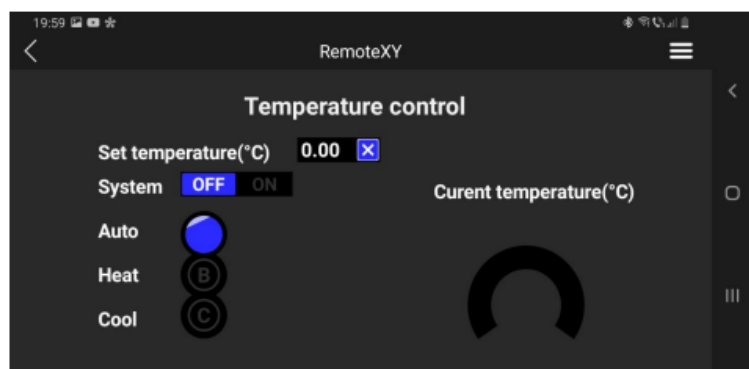 19:59
RemoteXY
Temperature control
Set temperature(°C) 0.00 X
System OFF ON
Curent temperature(°C)
Auto
Heat B
Cool C